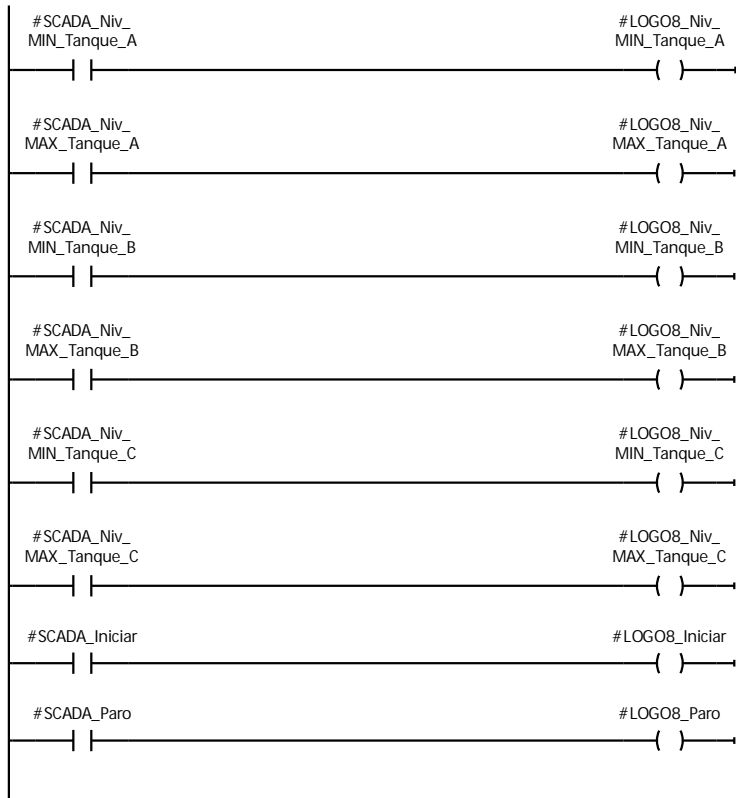 #SCADA_Niv_
MIN_Tanque_A
#LOGO8_Niv_
MIN_Tanque_A
#SCADA_Niv_
MAX_Tanque_A
#LOGO8_Niv_
MAX_Tanque_A
#SCADA_Niv_
MIN_Tanque_B
#LOGO8_Niv_
MIN_Tanque_B
#SCADA_Niv_
MAX_Tanque_B
#LOGO8_Niv_
MAX_Tanque_B
#SCADA_Niv_
MIN_Tanque_C
#LOGO8_Niv_
MIN_Tanque_C
#SCADA_Niv_
MAX_Tanque_C
#LOGO8_Niv_
MAX_Tanque_C
#SCADA_Iniciar
#LOGO8_Iniciar
#SCADA_Paro
#LOGO8_Paro